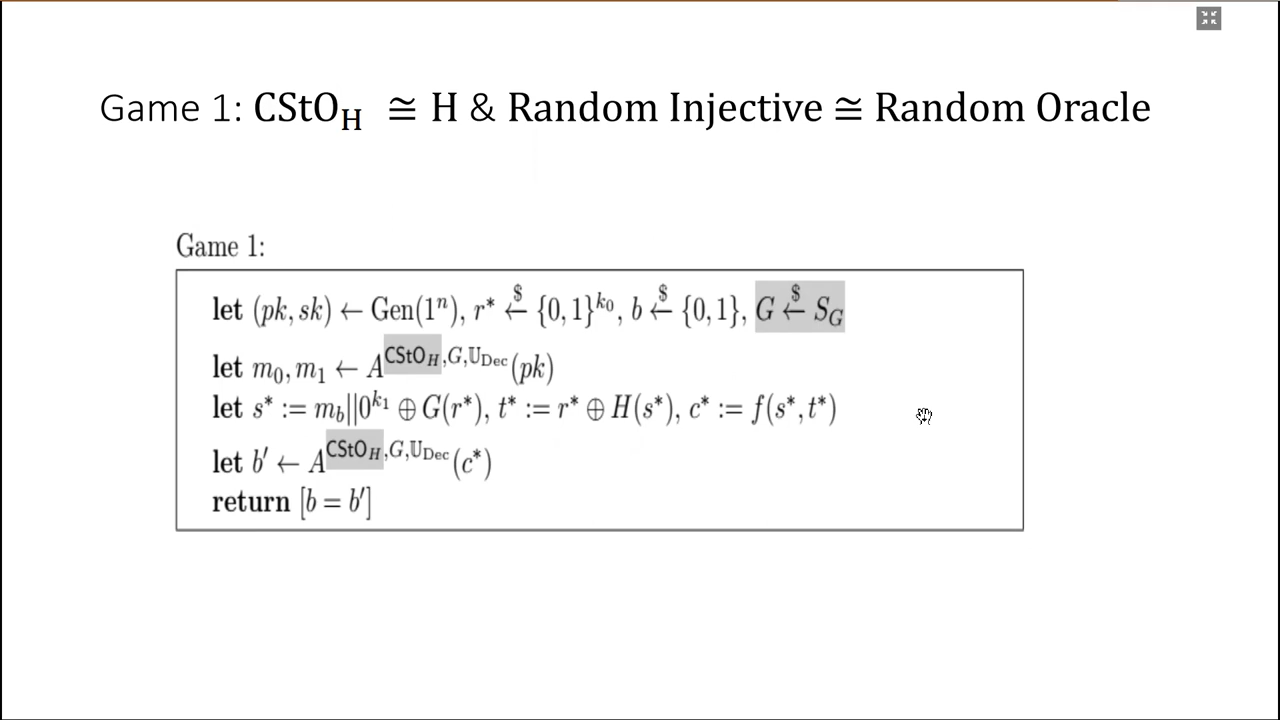 Game 1: CStO_H ≅ H & Random Injective ≅ Random Oracle
Game 1:
let (pk, sk) ← Gen(1^n), r* ←$ {0,1}^{k_0}, b ←$ {0,1}, G ←$ S_G
let m_0, m_1 ← A^{CStO_H,G,U_Dec}(pk)
let s* := m_b||0^{k_1} ⊕ G(r*), t* := r* ⊕ H(s*), c* := f(s*, t*)
let b′ ← A^{CStO_H,G,U_Dec}(c*)
return [b = b′]